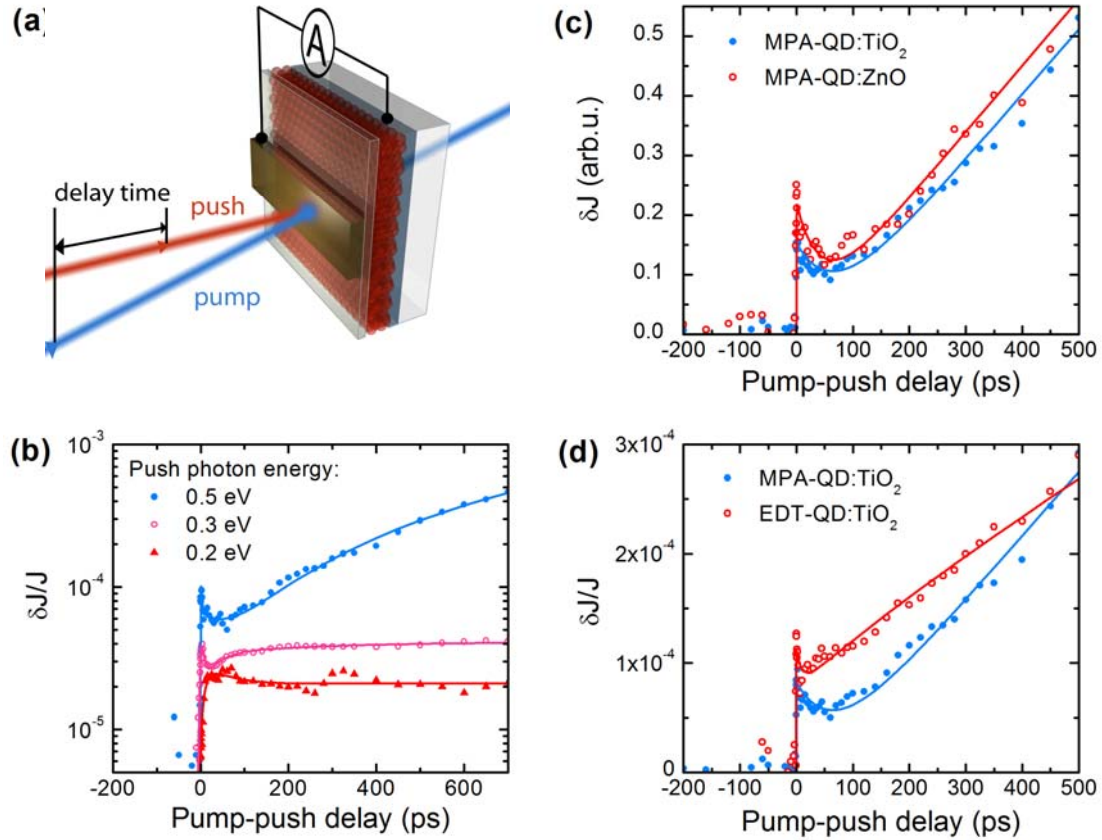 (a)
A
delay time
push
pump
(c)
0.5
0.4
0.3
0.2
0.1
0.0
δJ (arb.u.)
MPA-QD:TiO₂
MPA-QD:ZnO
-200 -100 0 100 200 300 400 500
Pump-push delay (ps)
(b)
10⁻³
10⁻⁴
10⁻⁵
δJ/J
Push photon energy:
0.5 eV
0.3 eV
0.2 eV
-200 0 200 400 600
Pump-push delay (ps)
(d)
3x10⁻⁴
2x10⁻⁴
1x10⁻⁴
0
δJ/J
MPA-QD:TiO₂
EDT-QD:TiO₂
-200 -100 0 100 200 300 400 500
Pump-push delay (ps)